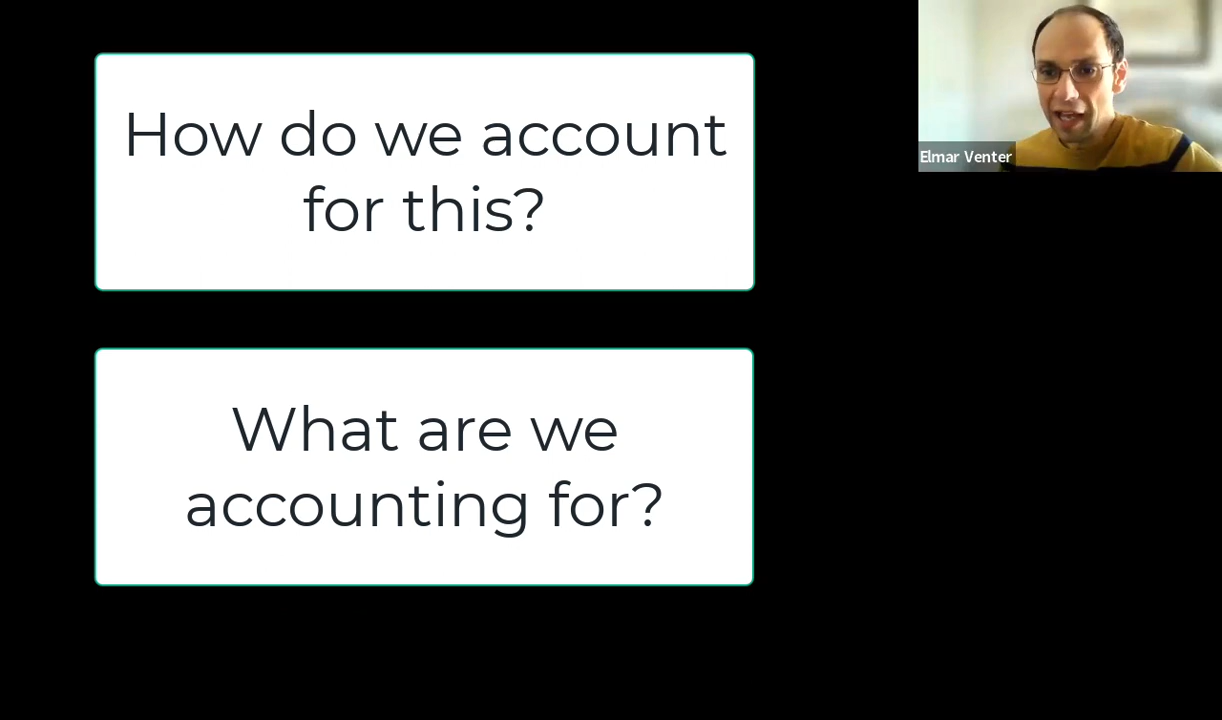 How do we account
for this?
Elmar Venter
What are we
accounting for?